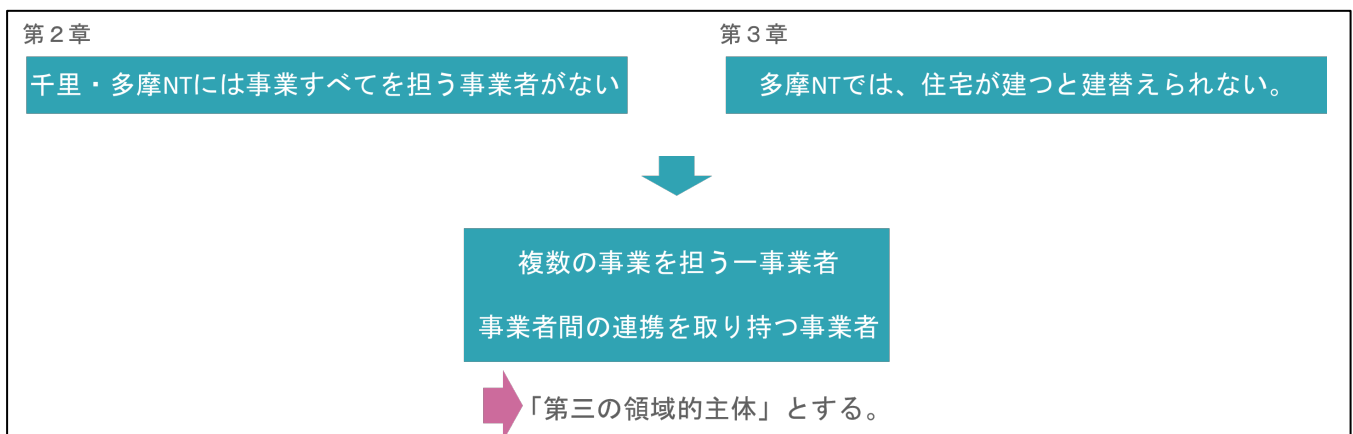 第２章
千里・多摩NTには事業すべてを担う事業者がない
第３章
多摩NTでは、住宅が建つと建替えられない。
複数の事業を担う一事業者
事業者間の連携を取り持つ事業者
「第三の領域的主体」とする。